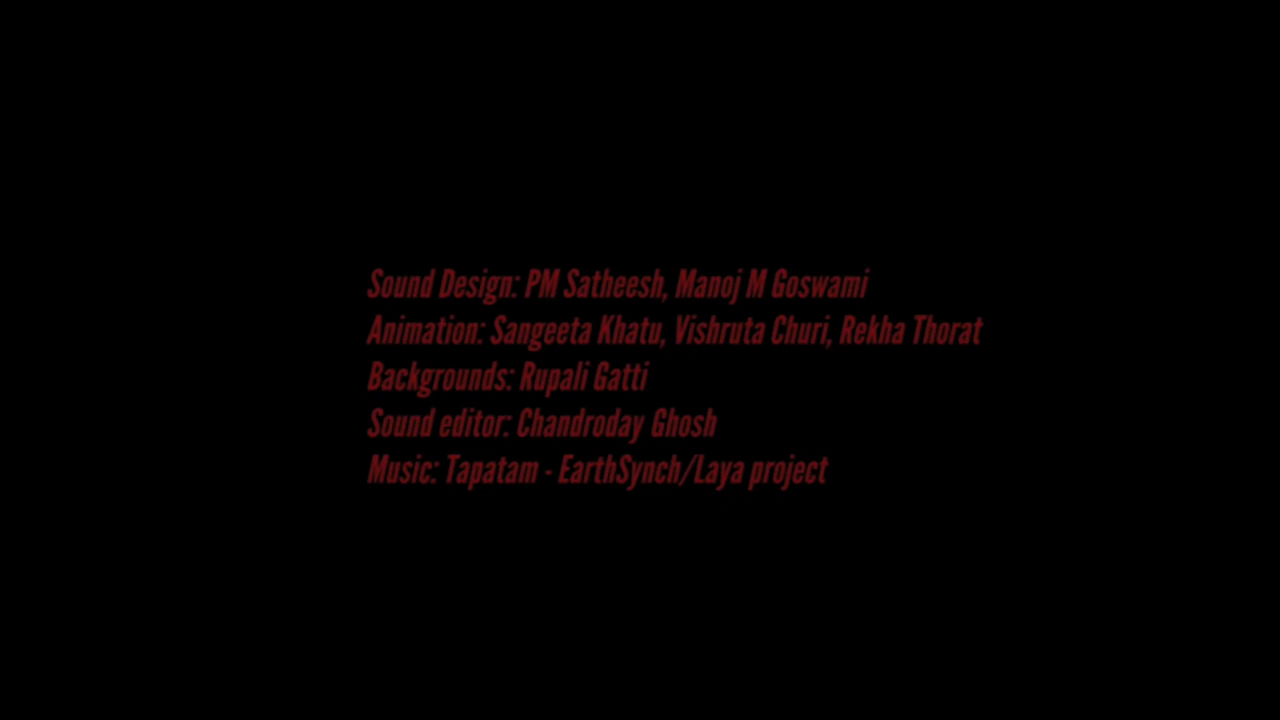 Sound Design: PM Satheesh, Manoj M Goswami
Animation: Sangeeta Khatu, Vishruta Churi, Rekha Thorat
Backgrounds: Rupali Gatti
Sound editor: Chandroday Ghosh
Music: Tapatam - EarthSynch/Laya project